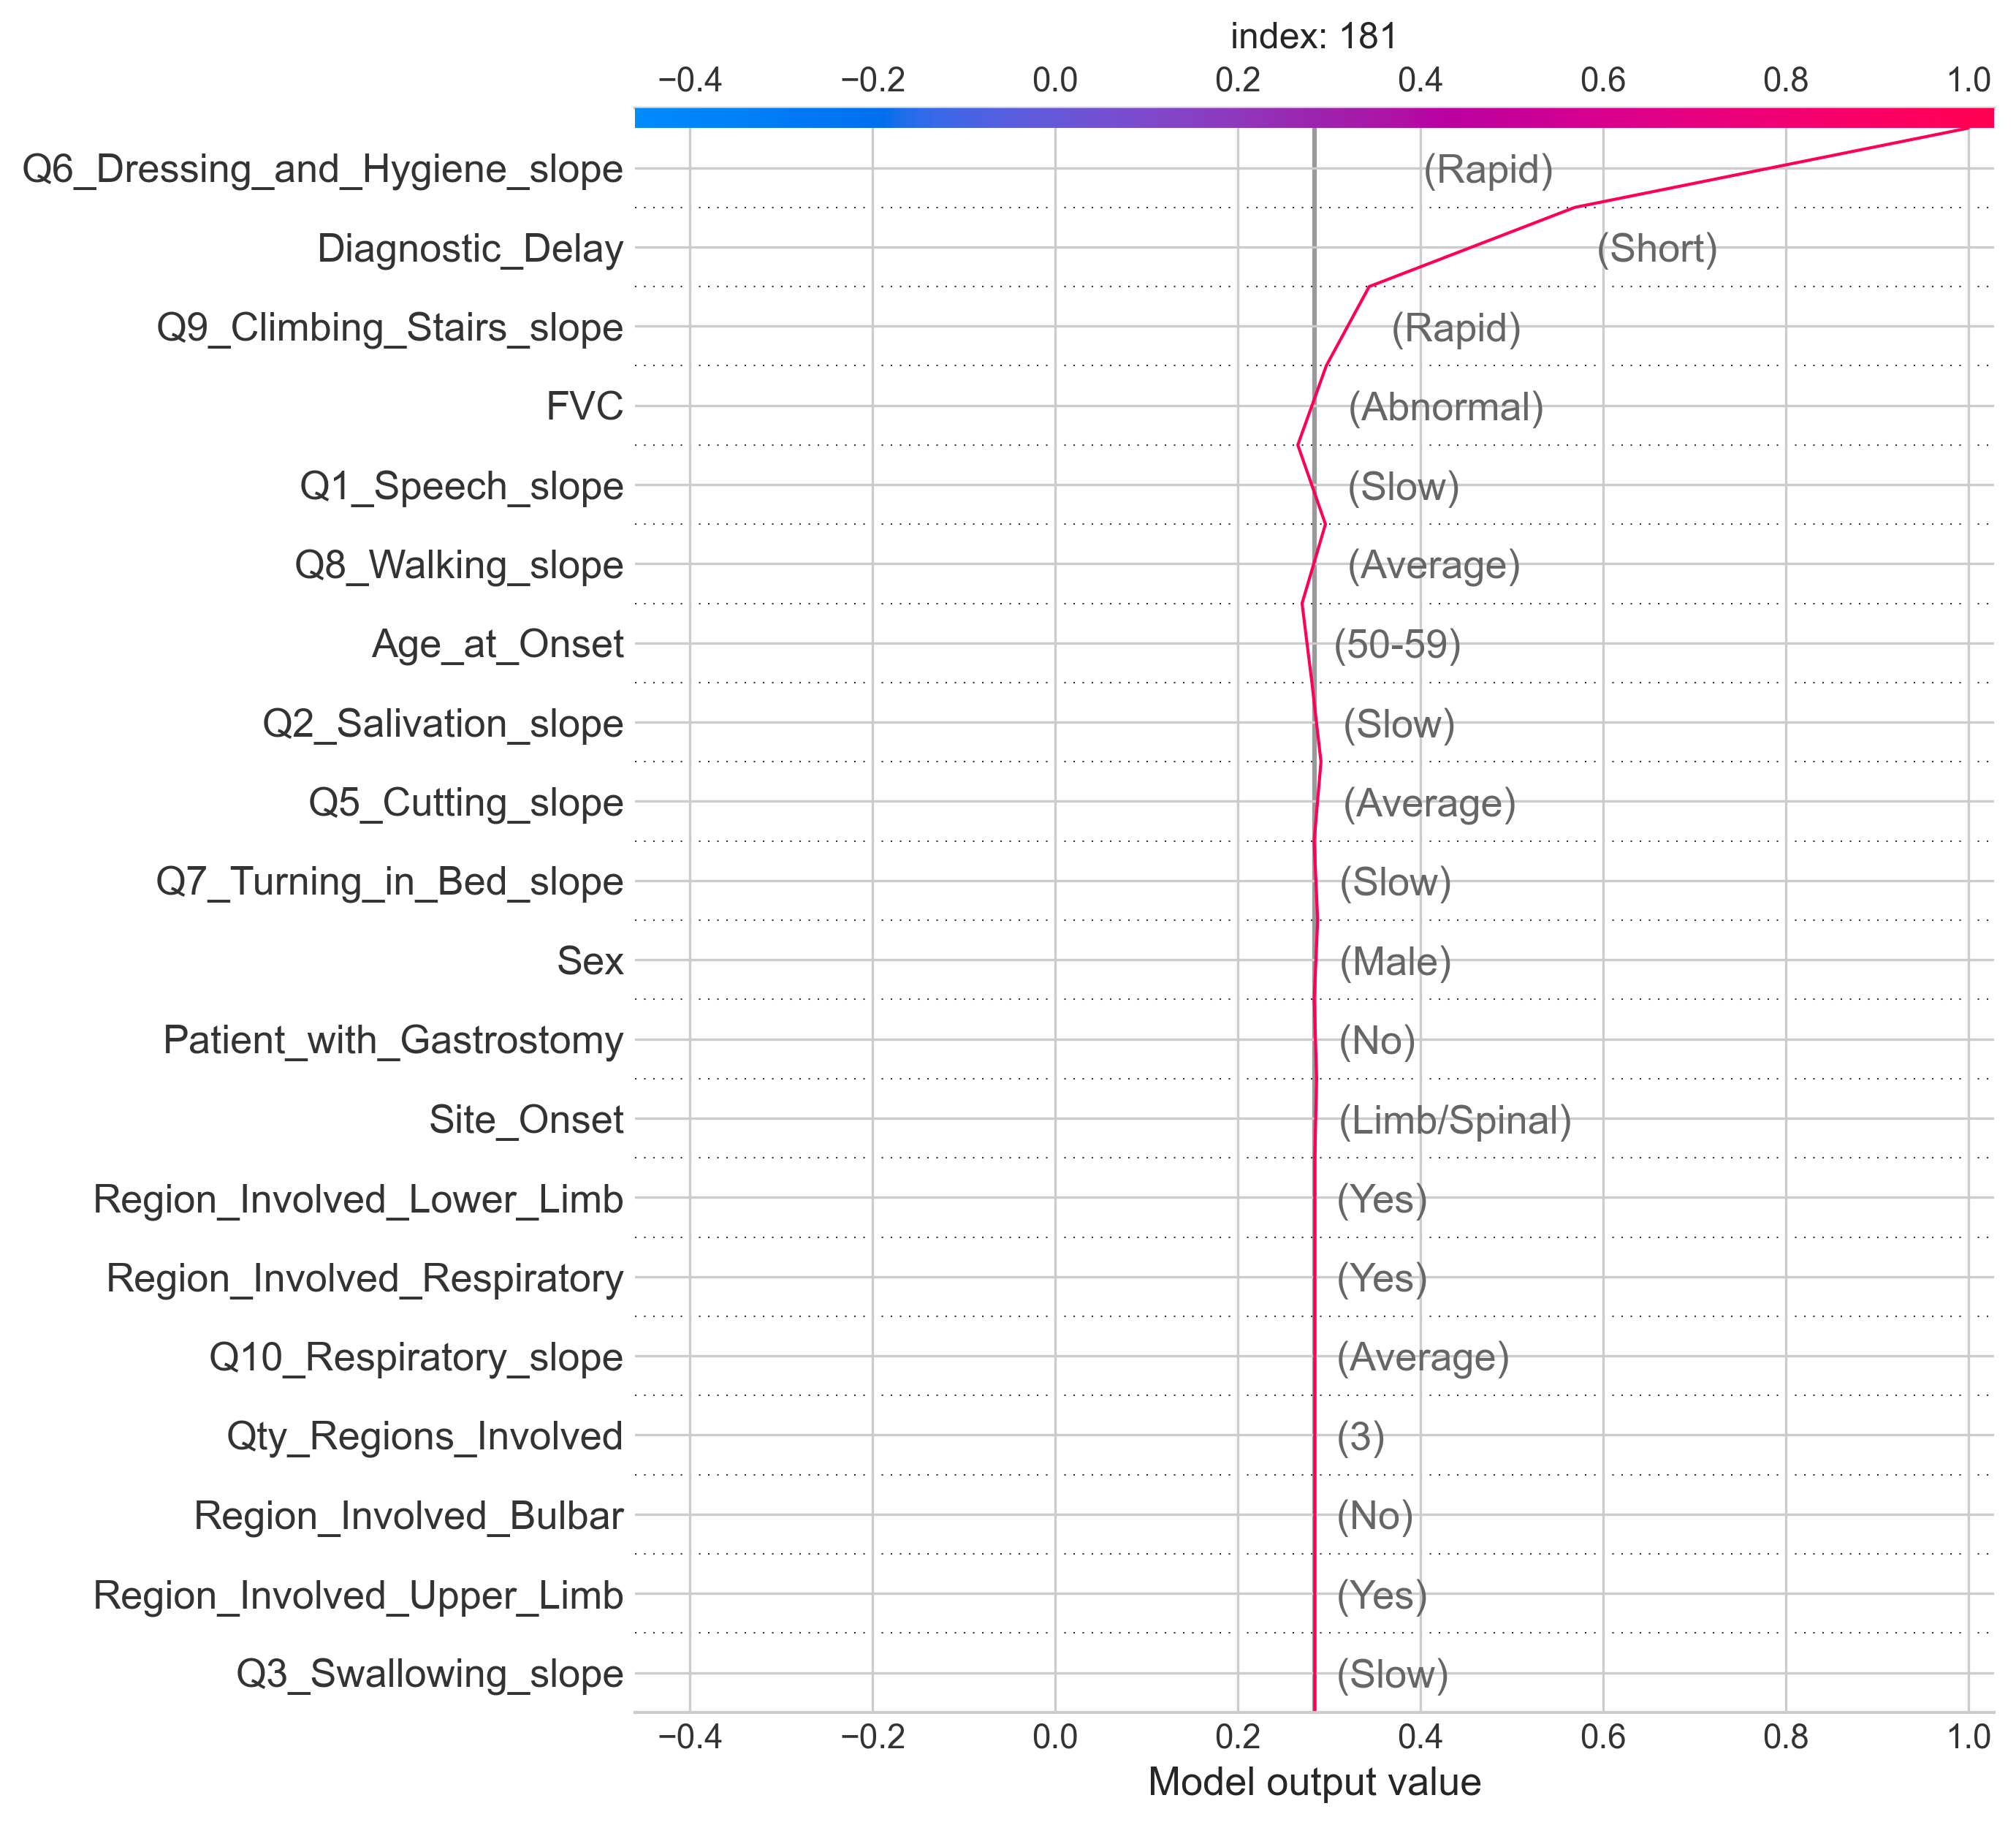 index: 181
−0.4 −0.2 0.0 0.2 0.4 0.6 0.8 1.0
Q6_Dressing_and_Hygiene_slope (Rapid)
Diagnostic_Delay (Short)
Q9_Climbing_Stairs_slope (Rapid)
FVC (Abnormal)
Q1_Speech_slope (Slow)
Q8_Walking_slope (Average)
Age_at_Onset (50-59)
Q2_Salivation_slope (Slow)
Q5_Cutting_slope (Average)
Q7_Turning_in_Bed_slope (Slow)
Sex (Male)
Patient_with_Gastrostomy (No)
Site_Onset (Limb/Spinal)
Region_Involved_Lower_Limb (Yes)
Region_Involved_Respiratory (Yes)
Q10_Respiratory_slope (Average)
Qty_Regions_Involved (3)
Region_Involved_Bulbar (No)
Region_Involved_Upper_Limb (Yes)
Q3_Swallowing_slope (Slow)
−0.4 −0.2 0.0 0.2 0.4 0.6 0.8 1.0
Model output value